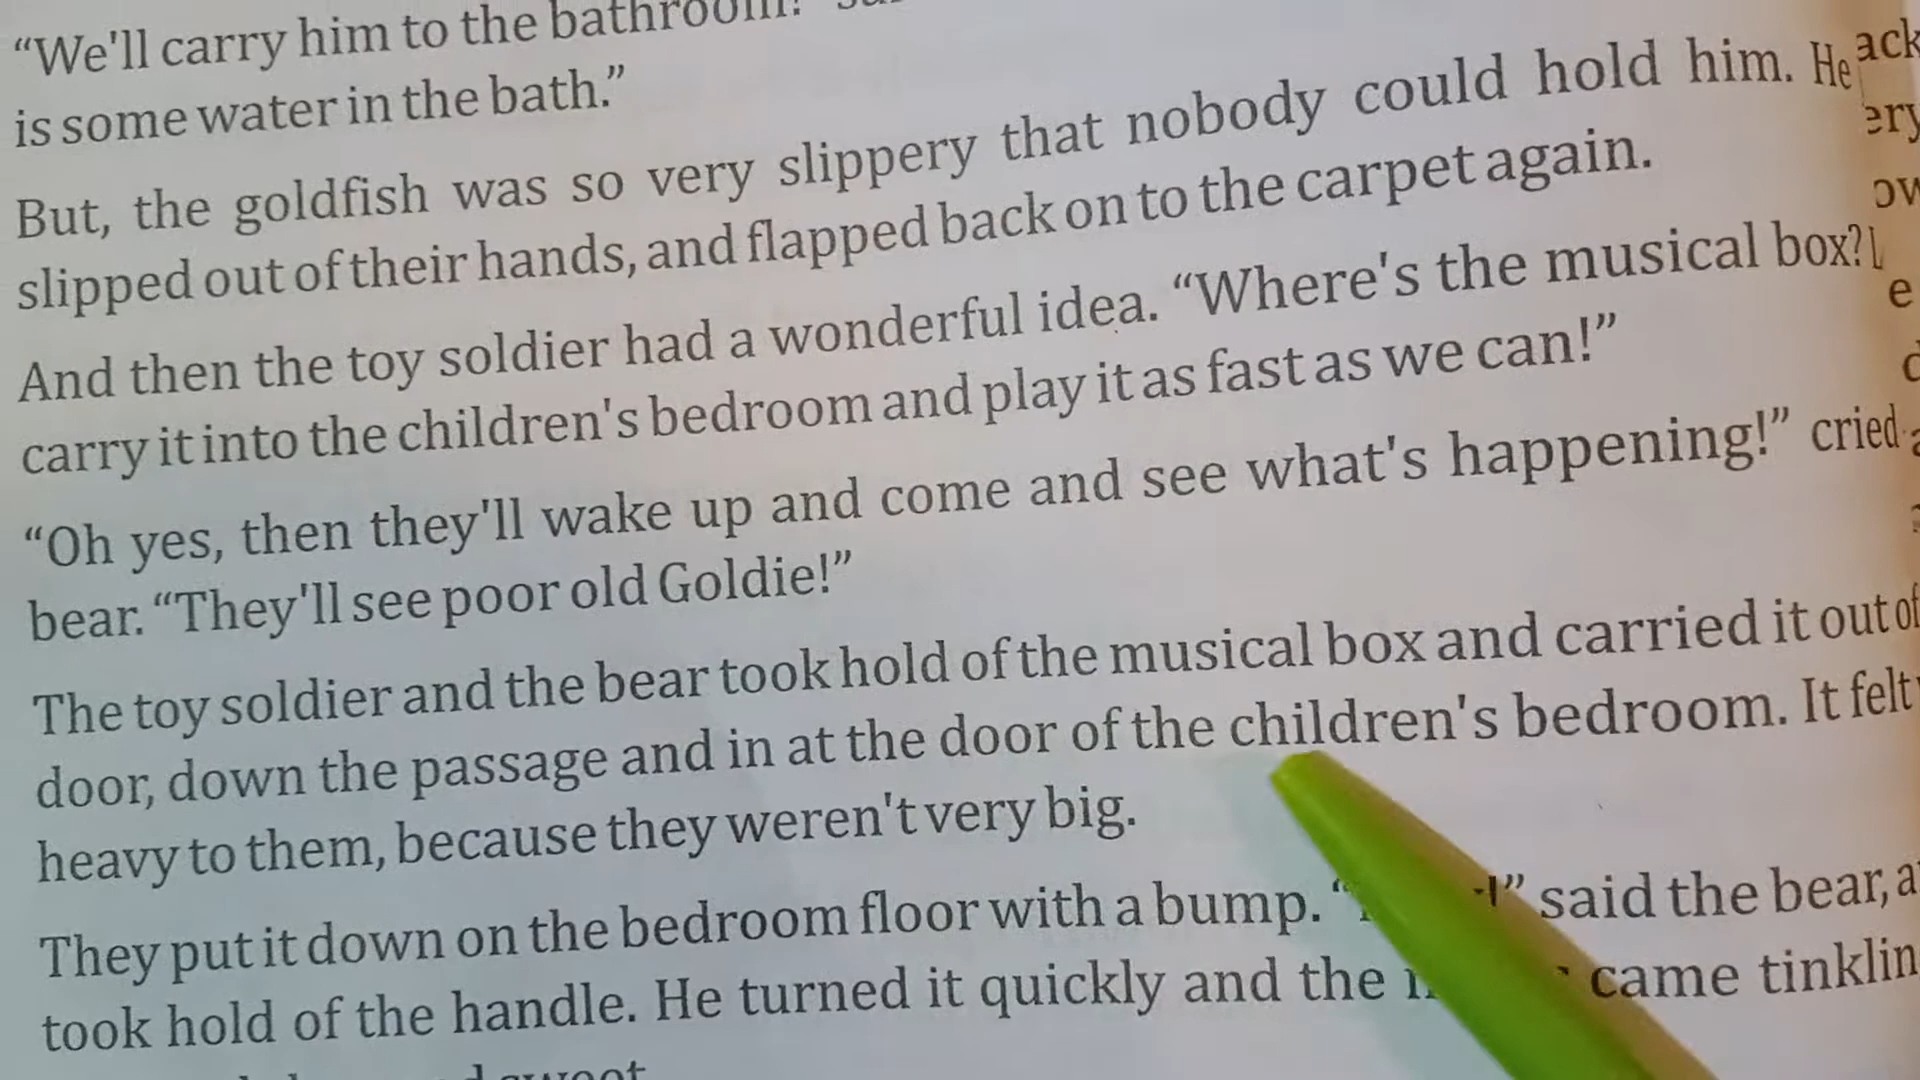 “We'll carry him to the bathroom!
is some water in the bath.”
But, the goldfish was so very slippery that nobody could hold him. He
slipped out of their hands, and flapped back on to the carpet again.
And then the toy soldier had a wonderful idea. “Where's the musical box?
carry it into the children's bedroom and play it as fast as we can!”
“Oh yes, then they'll wake up and come and see what's happening!” cried
bear. “They'll see poor old Goldie!”
The toy soldier and the bear took hold of the musical box and carried it out of
door, down the passage and in at the door of the children's bedroom. It felt
heavy to them, because they weren't very big.
They put it down on the bedroom floor with a bump. “ !” said the bear,
took hold of the handle. He turned it quickly and the came tinklin